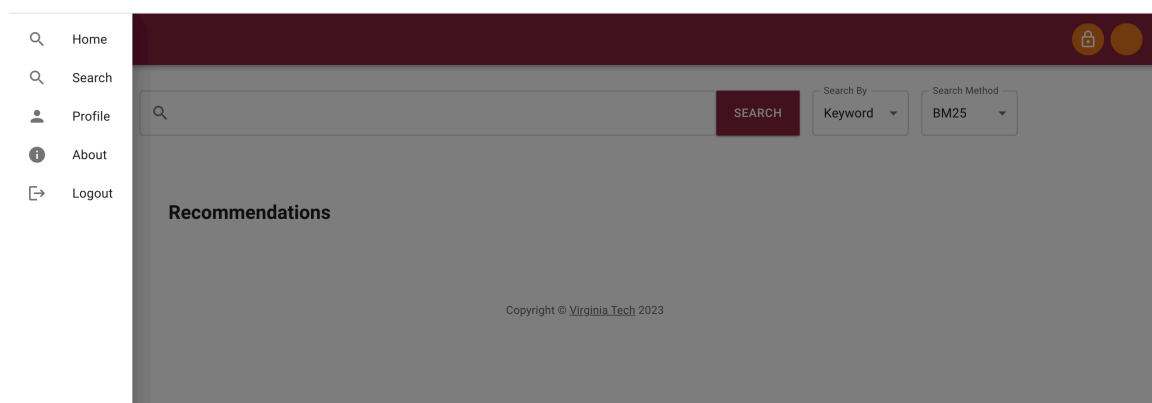 Home
Search
Profile
About
Logout
SEARCH
Search By
Keyword
Search Method
BM25
Recommendations
Copyright © Virginia Tech 2023